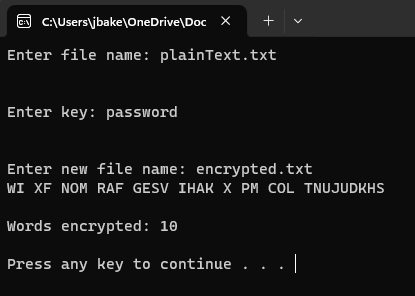 C:\Users\jbake\OneDrive\Doc
Enter file name: plainText.txt
Enter key: password
Enter new file name: encrypted.txt
WI XF NOM RAF GESV IHAK X PM COL TNUJUDKHS
Words encrypted: 10
Press any key to continue . . .